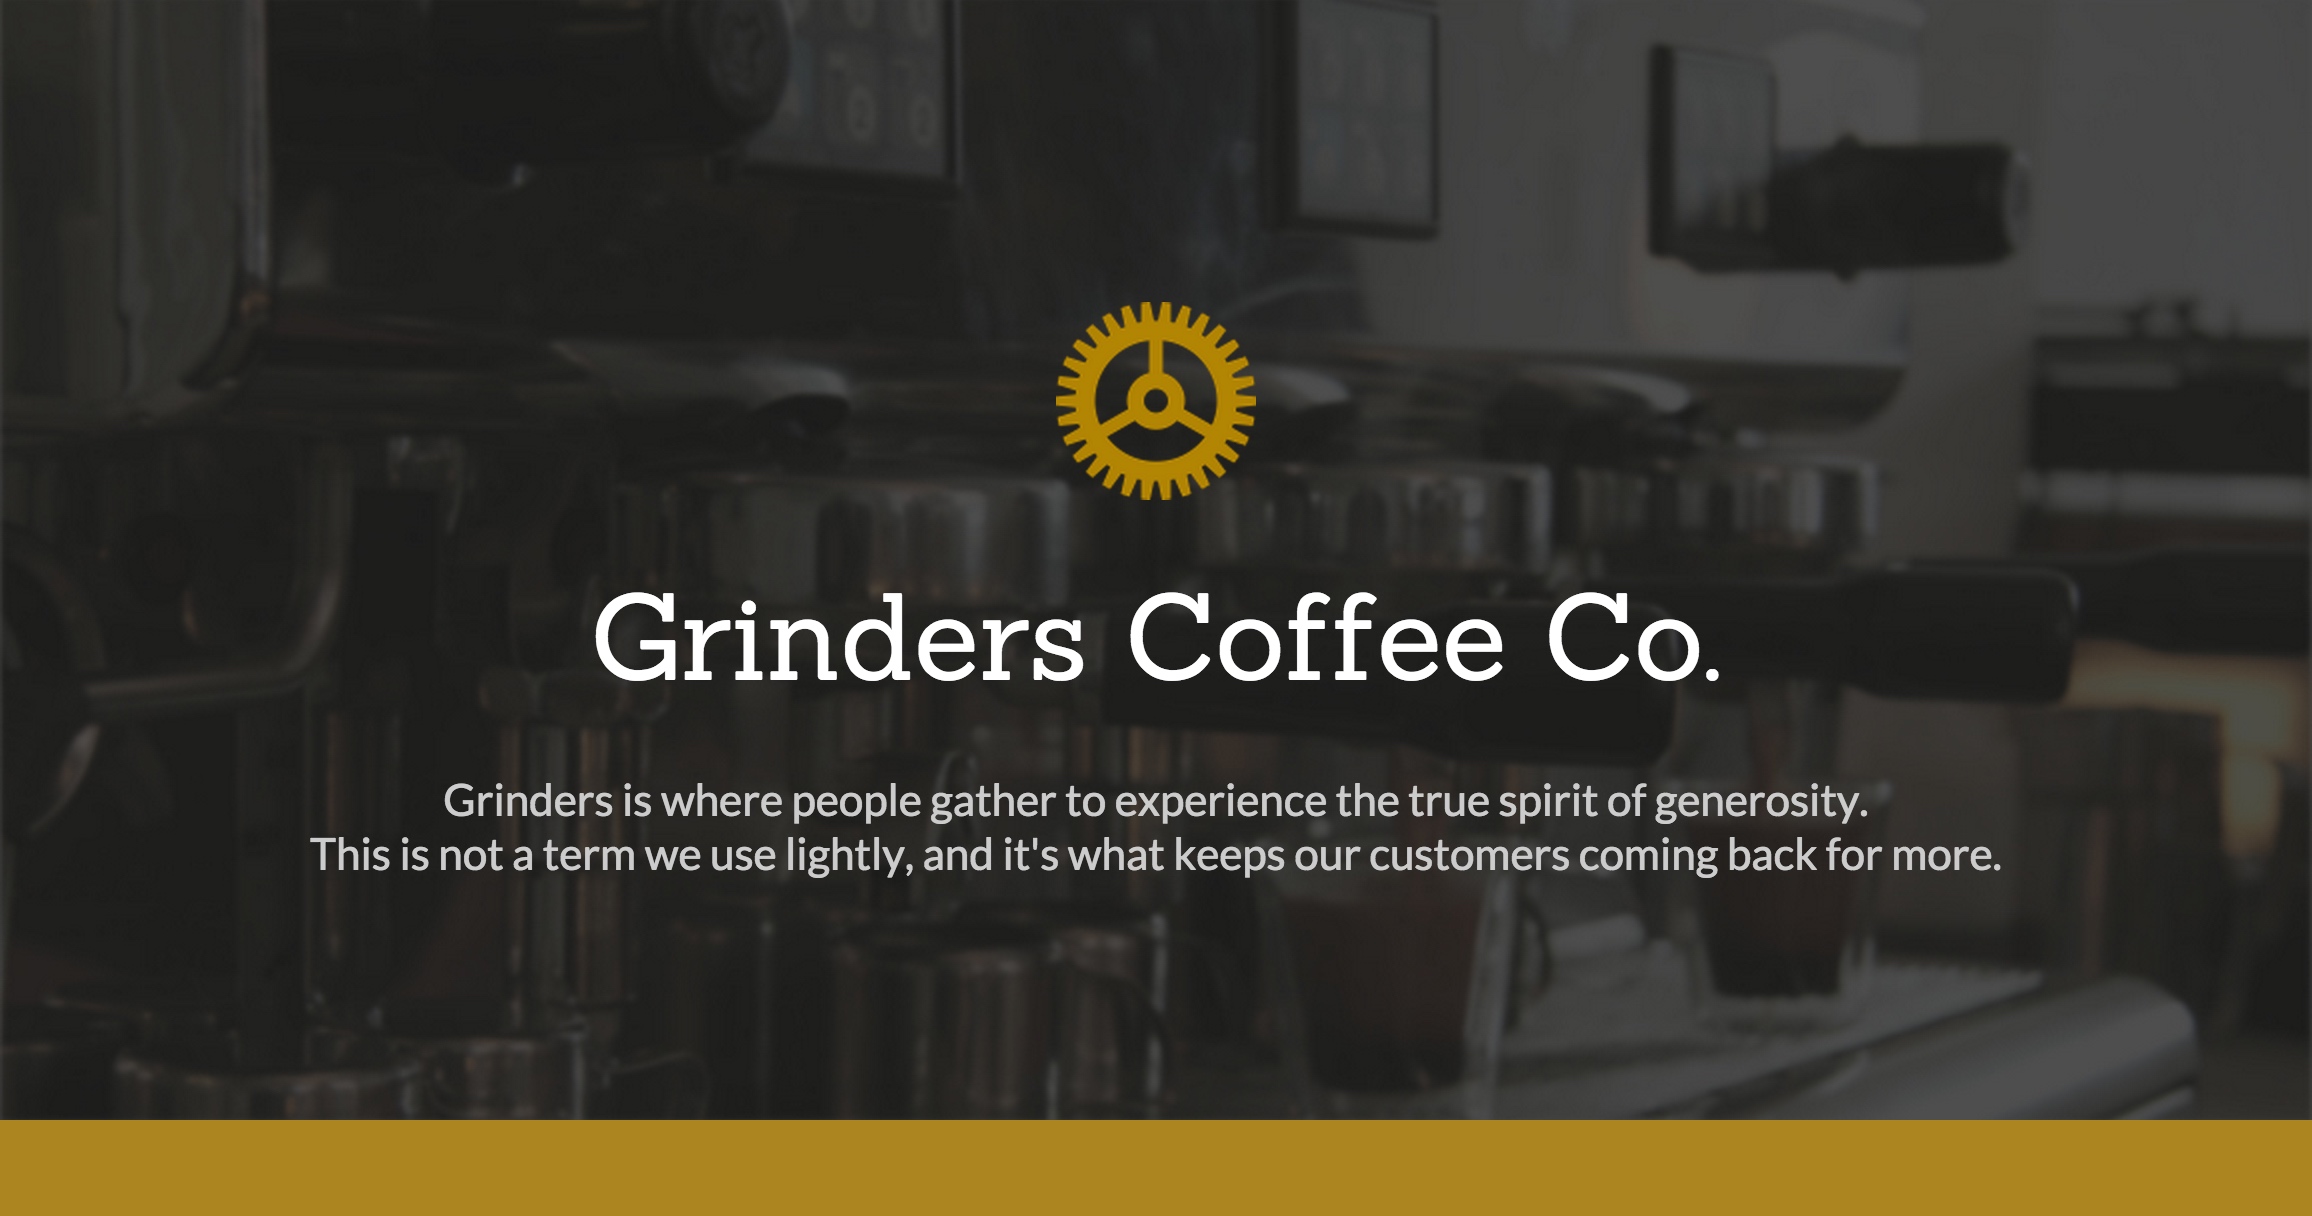 Grinders Coffee Co.
Grinders is where people gather to experience the true spirit of generosity.
This is not a term we use lightly, and it's what keeps our customers coming back for more.